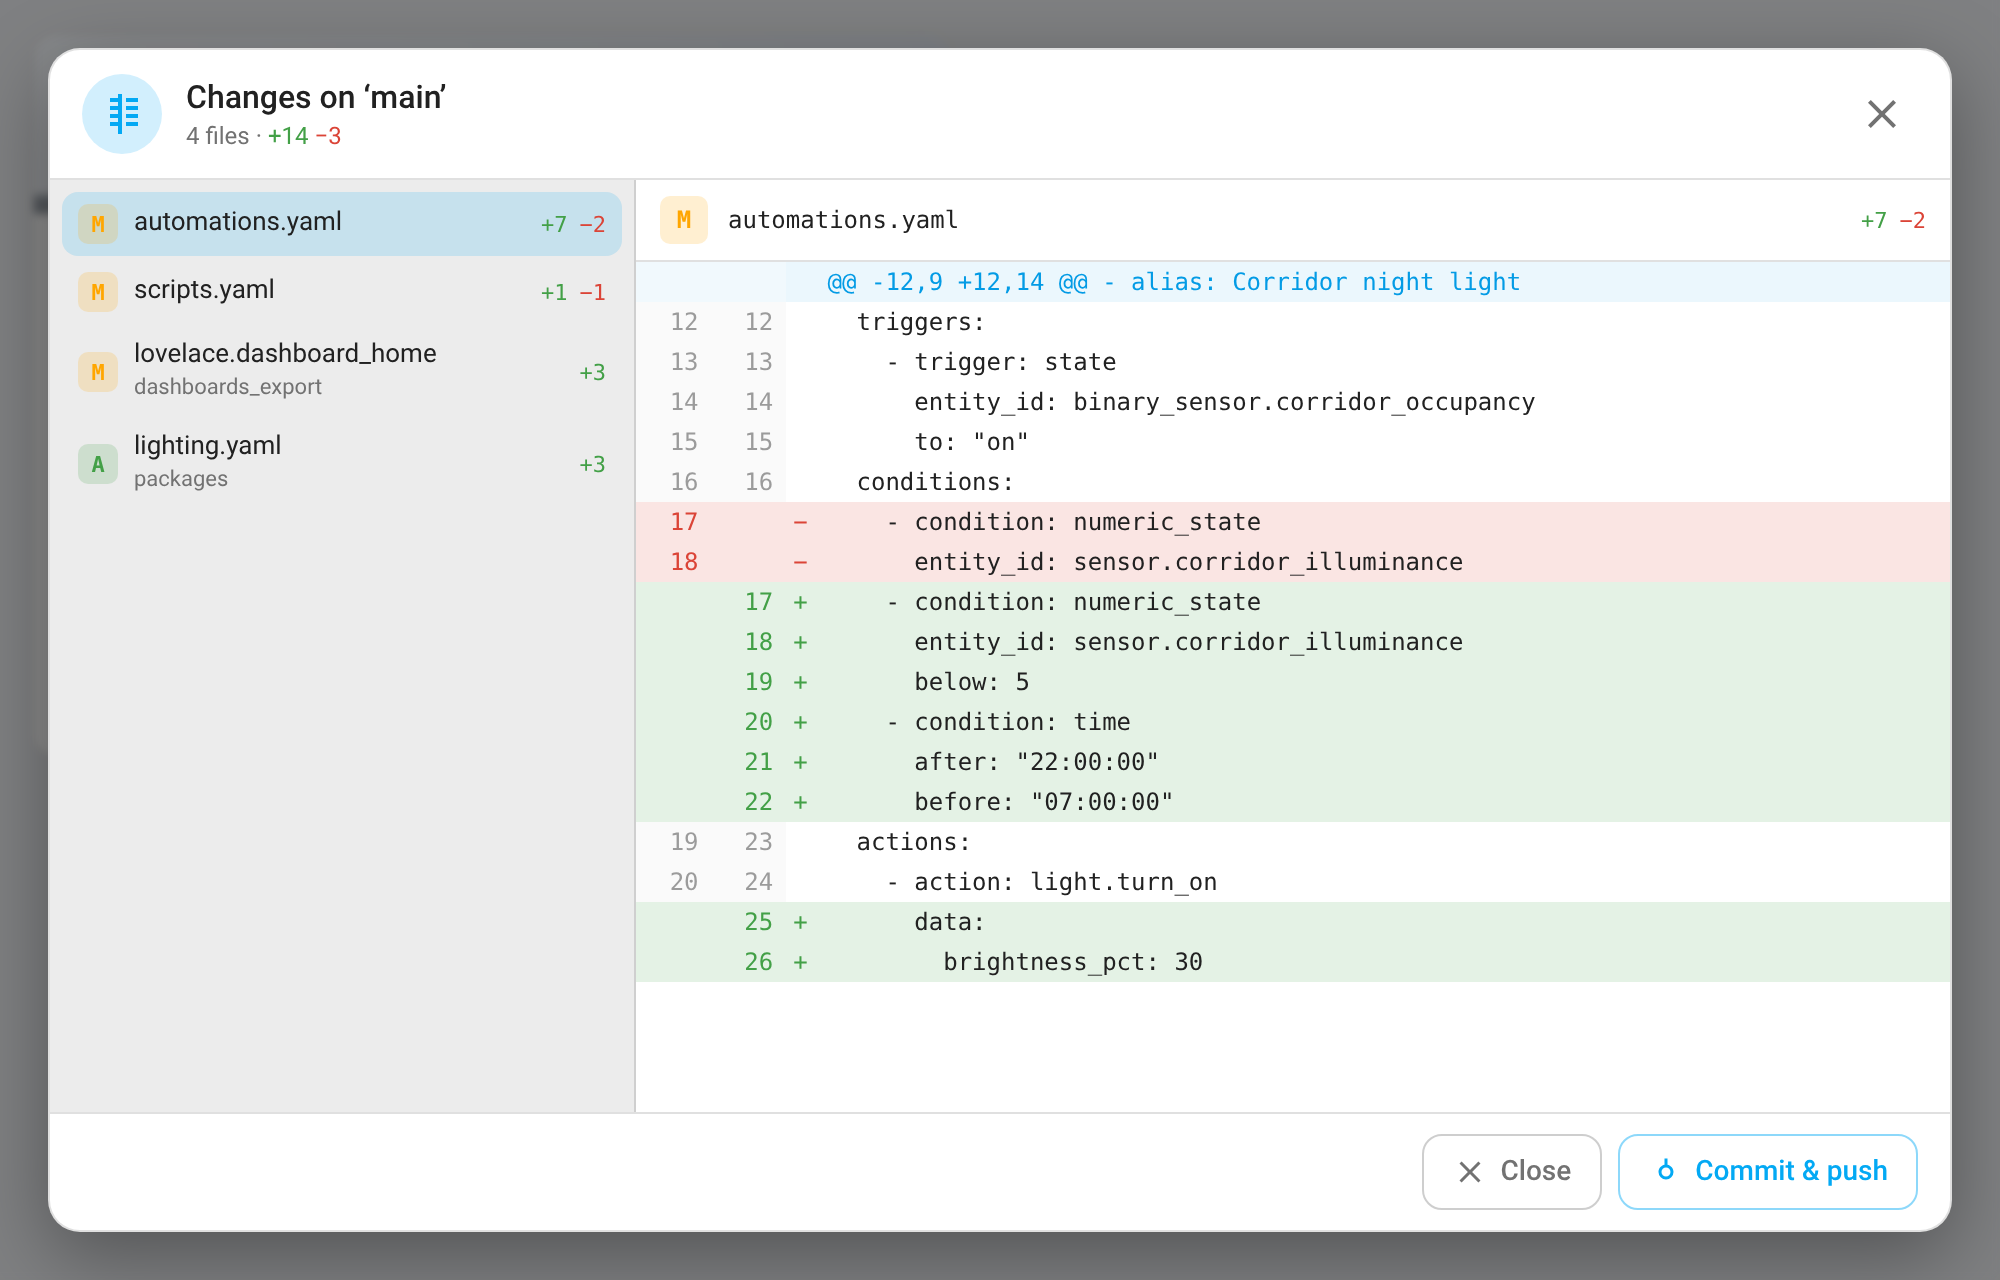 Changes on ‘main’
4 files · +14 −3
M automations.yaml +7 −2
M scripts.yaml +1 −1
M lovelace.dashboard_home +3
dashboards_export
A lighting.yaml +3
packages
M automations.yaml +7 −2
@@ -12,9 +12,14 @@ - alias: Corridor night light
12 12 triggers:
13 13 - trigger: state
14 14 entity_id: binary_sensor.corridor_occupancy
15 15 to: "on"
16 16 conditions:
17 − - condition: numeric_state
18 − entity_id: sensor.corridor_illuminance
17 + - condition: numeric_state
18 + entity_id: sensor.corridor_illuminance
19 + below: 5
20 + - condition: time
21 + after: "22:00:00"
22 + before: "07:00:00"
19 23 actions:
20 24 - action: light.turn_on
25 + data:
26 + brightness_pct: 30
Close
Commit & push